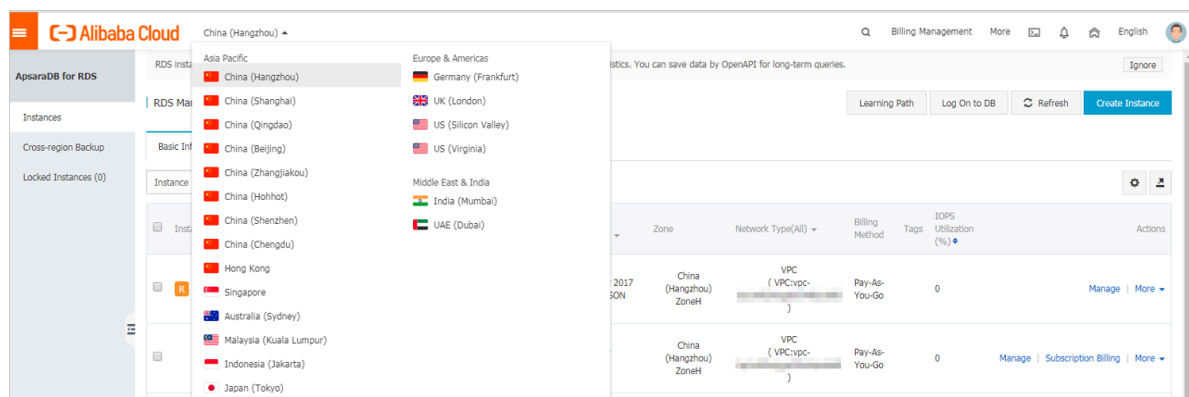 Alibaba Cloud
China (Hangzhou)
Billing Management
More
English
ApsaraDB for RDS
Instances
Cross-region Backup
Locked Instances (0)
RDS insta
Asia Pacific
China (Hangzhou)
China (Shanghai)
China (Qingdao)
China (Beijing)
China (Zhangjiakou)
China (Hohhot)
China (Shenzhen)
China (Chengdu)
Hong Kong
Singapore
Australia (Sydney)
Malaysia (Kuala Lumpur)
Indonesia (Jakarta)
Japan (Tokyo)
Europe & Americas
Germany (Frankfurt)
UK (London)
US (Silicon Valley)
US (Virginia)
Middle East & India
India (Mumbai)
UAE (Dubai)
istics. You can save data by OpenAPI for long-term queries.
Ignore
RDS Mar
Learning Path
Log On to DB
Refresh
Create Instance
Basic Inf
Instance
Insta
Zone
Network Type(All)
Billing
Method
Tags
IOPS
Utilization
(%)
Actions
R
2017
SON
China
(Hangzhou)
ZoneH
VPC
( VPC:vpc-
)
Pay-As-
You-Go
0
Manage | More
China
(Hangzhou)
ZoneH
VPC
( VPC:vpc-
)
Pay-As-
You-Go
0
Manage | Subscription Billing | More